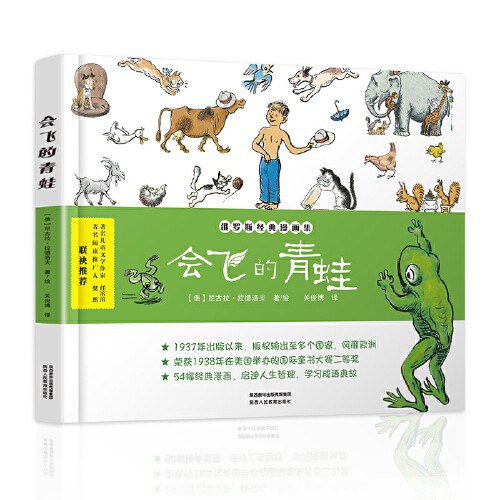 会飞的青蛙
[俄] 尼古拉·拉德洛夫 著/绘
关俊博 译
著名儿童文学作家 任溶溶
著名阅读推广人 粲然
联袂推荐
俄罗斯经典漫画集
会飞的青蛙
[俄] 尼古拉·拉德洛夫 著/绘 关俊博 译
★ 1937年出版以来，版权输出至多个国家，风靡欧洲
★ 荣获1938年在美国举办的国际童书大赛二等奖
★ 54幅经典漫画，启迪人生哲理，学习成语典故
陕西新华出版传媒集团
陕西人民教育出版社